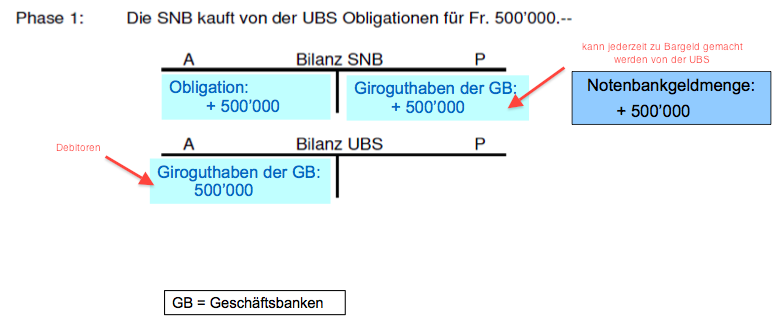 Phase 1: Die SNB kauft von der UBS Obligationen für Fr. 500'000.--
kann jederzeit zu Bargeld gemacht
werden von der UBS
A Bilanz SNB P
Obligation:
+ 500'000
Giroguthaben der GB:
+ 500'000
Notenbankgeldmenge:
+ 500'000
Debitoren
A Bilanz UBS P
Giroguthaben der GB:
500'000
GB = Geschäftsbanken